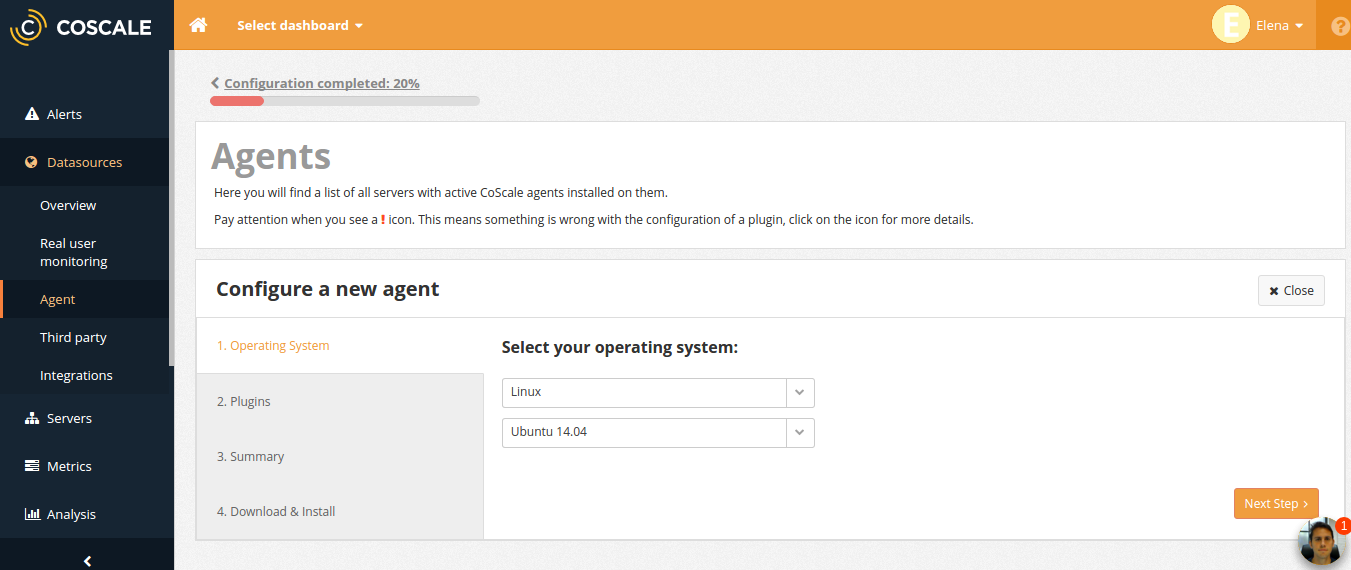 COSCALE
Select dashboard
E
Elena
?
Alerts
Datasources
Overview
Real user
monitoring
Agent
Third party
Integrations
Servers
Metrics
Analysis
Configuration completed: 20%
Agents
Here you will find a list of all servers with active CoScale agents installed on them.
Pay attention when you see a ! icon. This means something is wrong with the configuration of a plugin, click on the icon for more details.
Configure a new agent
Close
1. Operating System
2. Plugins
3. Summary
4. Download & Install
Select your operating system:
Linux
Ubuntu 14.04
Next Step
1